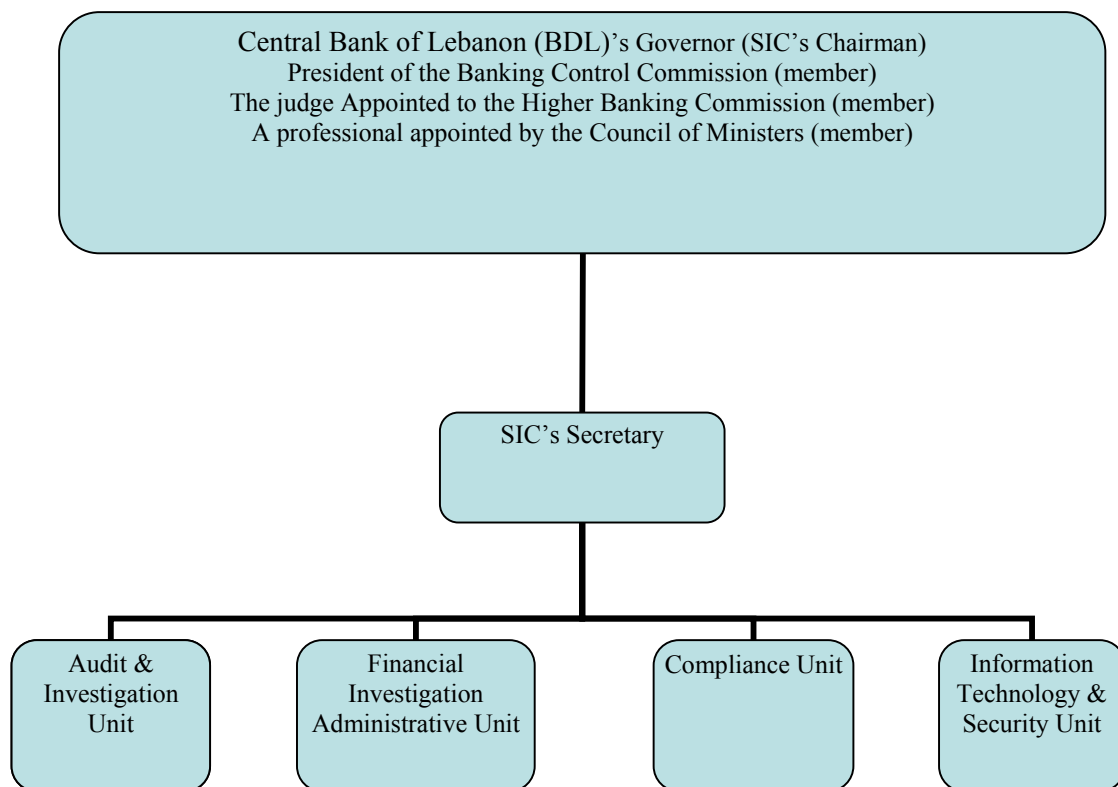 Central Bank of Lebanon (BDL)’s Governor (SIC’s Chairman)
President of the Banking Control Commission (member)
The judge Appointed to the Higher Banking Commission (member)
A professional appointed by the Council of Ministers (member)
SIC’s Secretary
Audit &
Investigation
Unit
Financial
Investigation
Administrative Unit
Compliance Unit
Information
Technology &
Security Unit